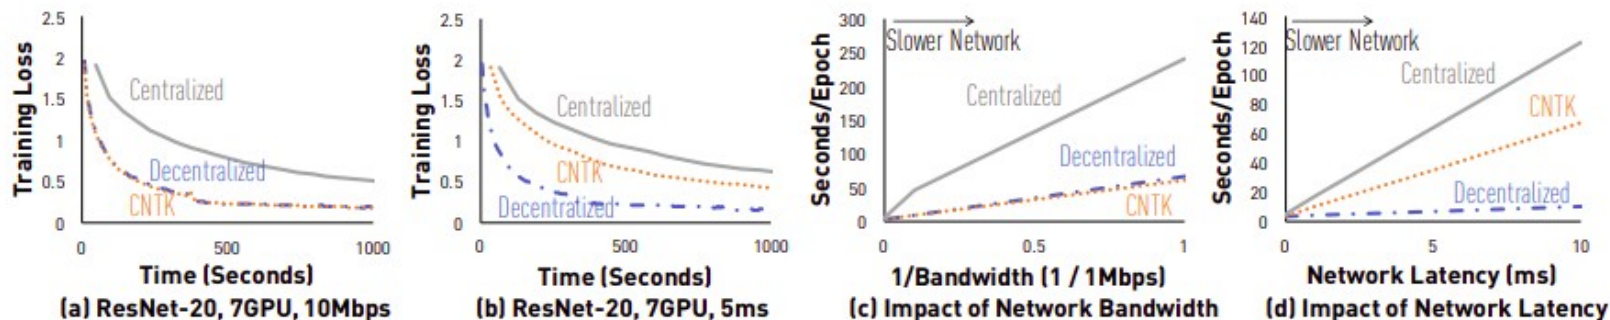 2.5
2
1.5
1
0.5
0
Training Loss
Centralized
Decentralized
CNTK
0 500 1000
Time (Seconds)
(a) ResNet-20, 7GPU, 10Mbps
2.5
2
1.5
1
0.5
0
Training Loss
Centralized
CNTK
Decentralized
0 500 1000
Time (Seconds)
(b) ResNet-20, 7GPU, 5ms
300
250
200
150
100
50
0
Seconds/Epoch
Slower Network
Centralized
Decentralized
CNTK
0 0.5 1
1/Bandwidth (1 / 1Mbps)
(c) Impact of Network Bandwidth
140
120
100
80
60
40
20
0
Seconds/Epoch
Slower Network
Centralized
CNTK
Decentralized
0 5 10
Network Latency (ms)
(d) Impact of Network Latency